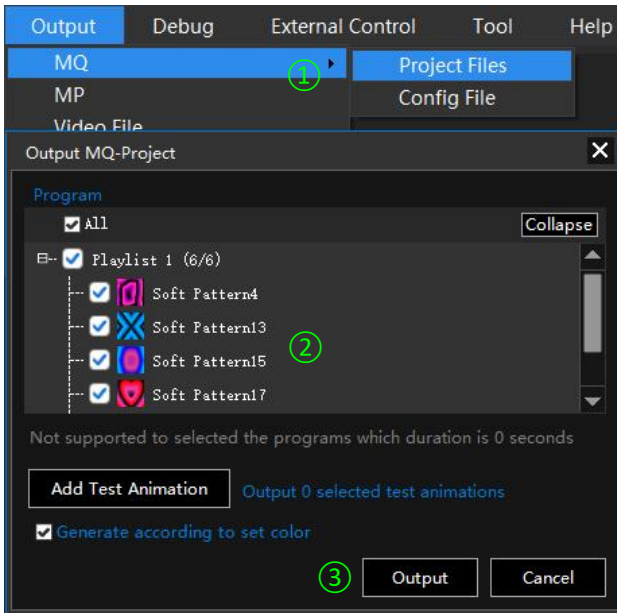 Output Debug External Control Tool Help
MQ ① Project Files
MP Config File
Video File
Output MQ-Project
Program
All Collapse
Playlist 1 (6/6)
Soft Pattern4
Soft Pattern13
②
Soft Pattern15
Soft Pattern17
Not supported to selected the programs which duration is 0 seconds
Add Test Animation Output 0 selected test animations
Generate according to set color
③ Output Cancel